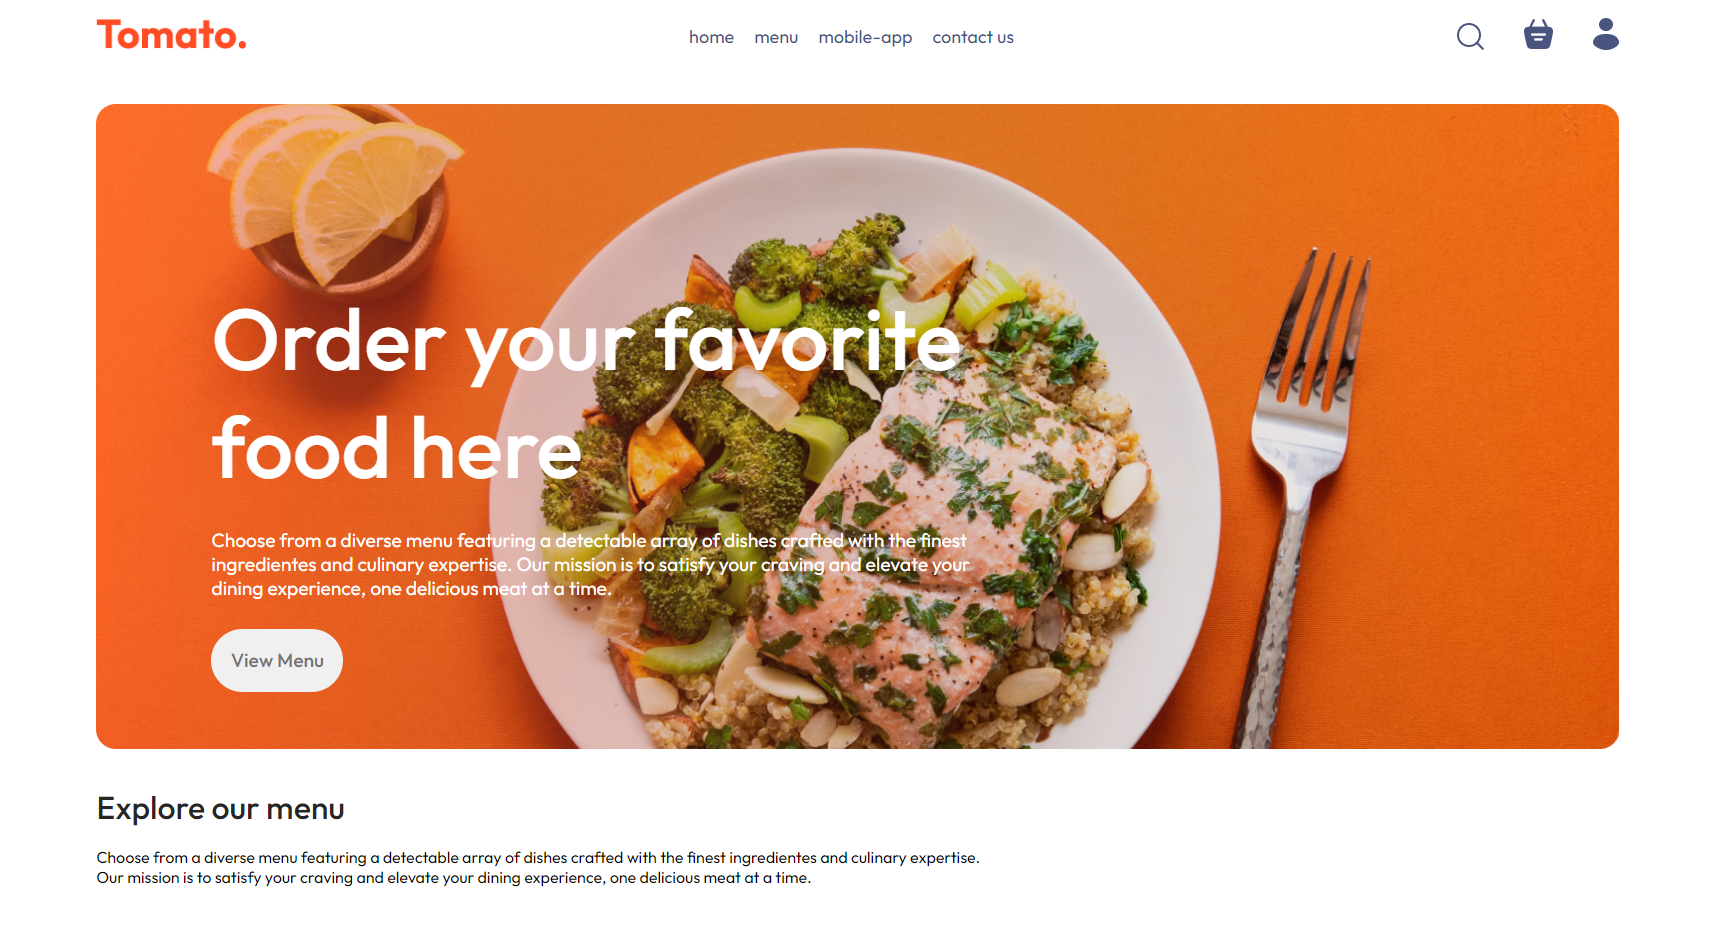 Tomato.
home menu mobile-app contact us
Order your favorite
food here
Choose from a diverse menu featuring a detectable array of dishes crafted with the finest
ingredientes and culinary expertise. Our mission is to satisfy your craving and elevate your
dining experience, one delicious meat at a time.
View Menu
Explore our menu
Choose from a diverse menu featuring a detectable array of dishes crafted with the finest ingredientes and culinary expertise.
Our mission is to satisfy your craving and elevate your dining experience, one delicious meat at a time.